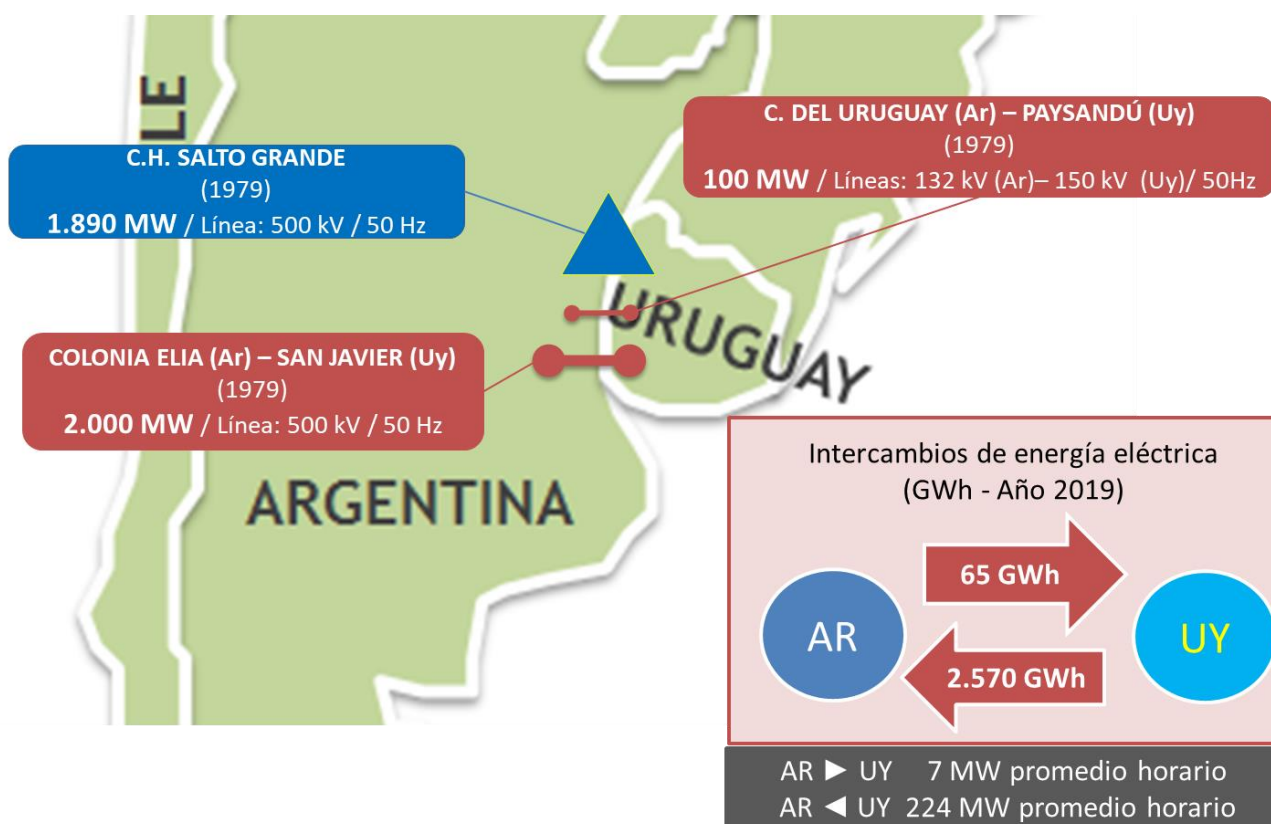 LE
C. DEL URUGUAY (Ar) – PAYSANDÚ (Uy)
(1979)
100 MW / Líneas: 132 kV (Ar)– 150 kV (Uy)/ 50Hz
C.H. SALTO GRANDE
(1979)
1.890 MW / Línea: 500 kV / 50 Hz
URUGUAY
COLONIA ELIA (Ar) – SAN JAVIER (Uy)
(1979)
2.000 MW / Línea: 500 kV / 50 Hz
ARGENTINA
Intercambios de energía eléctrica
(GWh - Año 2019)
65 GWh
AR
UY
2.570 GWh
AR ► UY 7 MW promedio horario
AR ◄ UY 224 MW promedio horario